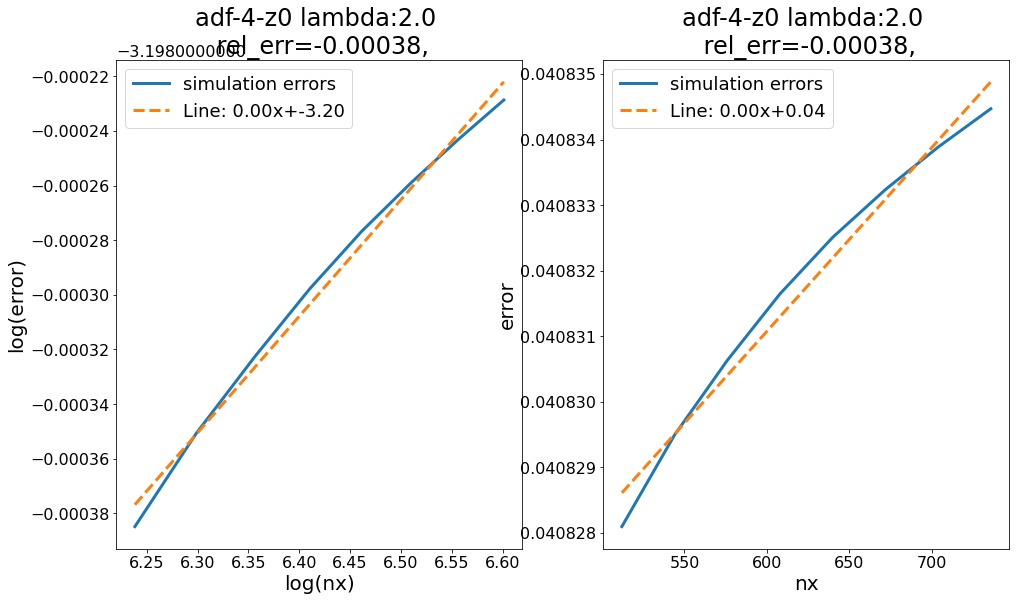 adf-4-z0 lambda:2.0
rel_err=-0.00038,
−3.1980000000
−0.00022
−0.00024
−0.00026
−0.00028
−0.00030
−0.00032
−0.00034
−0.00036
−0.00038
log(error)
simulation errors
Line: 0.00x+-3.20
6.25 6.30 6.35 6.40 6.45 6.50 6.55 6.60
log(nx)
adf-4-z0 lambda:2.0
rel_err=-0.00038,
0.040835
0.040834
0.040833
0.040832
0.040831
0.040830
0.040829
0.040828
error
simulation errors
Line: 0.00x+0.04
550 600 650 700
nx